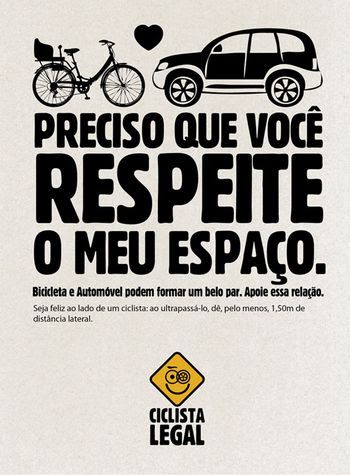 PRECISO QUE VOCÊ
RESPEITE
O MEU ESPAÇO.
Bicicleta e Automóvel podem formar um belo par. Apoie essa relação.
Seja feliz ao lado de um ciclista: ao ultrapassá-lo, dê, pelo menos, 1,50m de
distância lateral.
CICLISTA
LEGAL